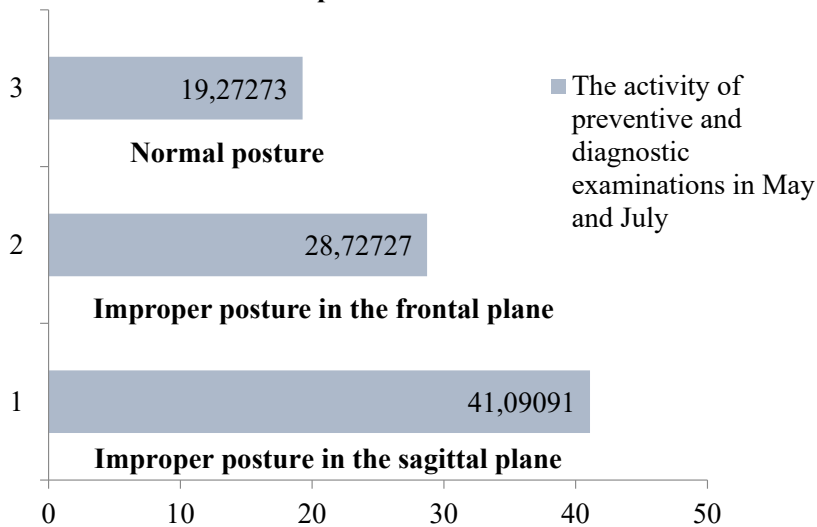 3
19,27273
Normal posture
2
28,72727
Improper posture in the frontal plane
1
41,09091
Improper posture in the sagittal plane
0 10 20 30 40 50
The activity of
preventive and
diagnostic
examinations in May
and July